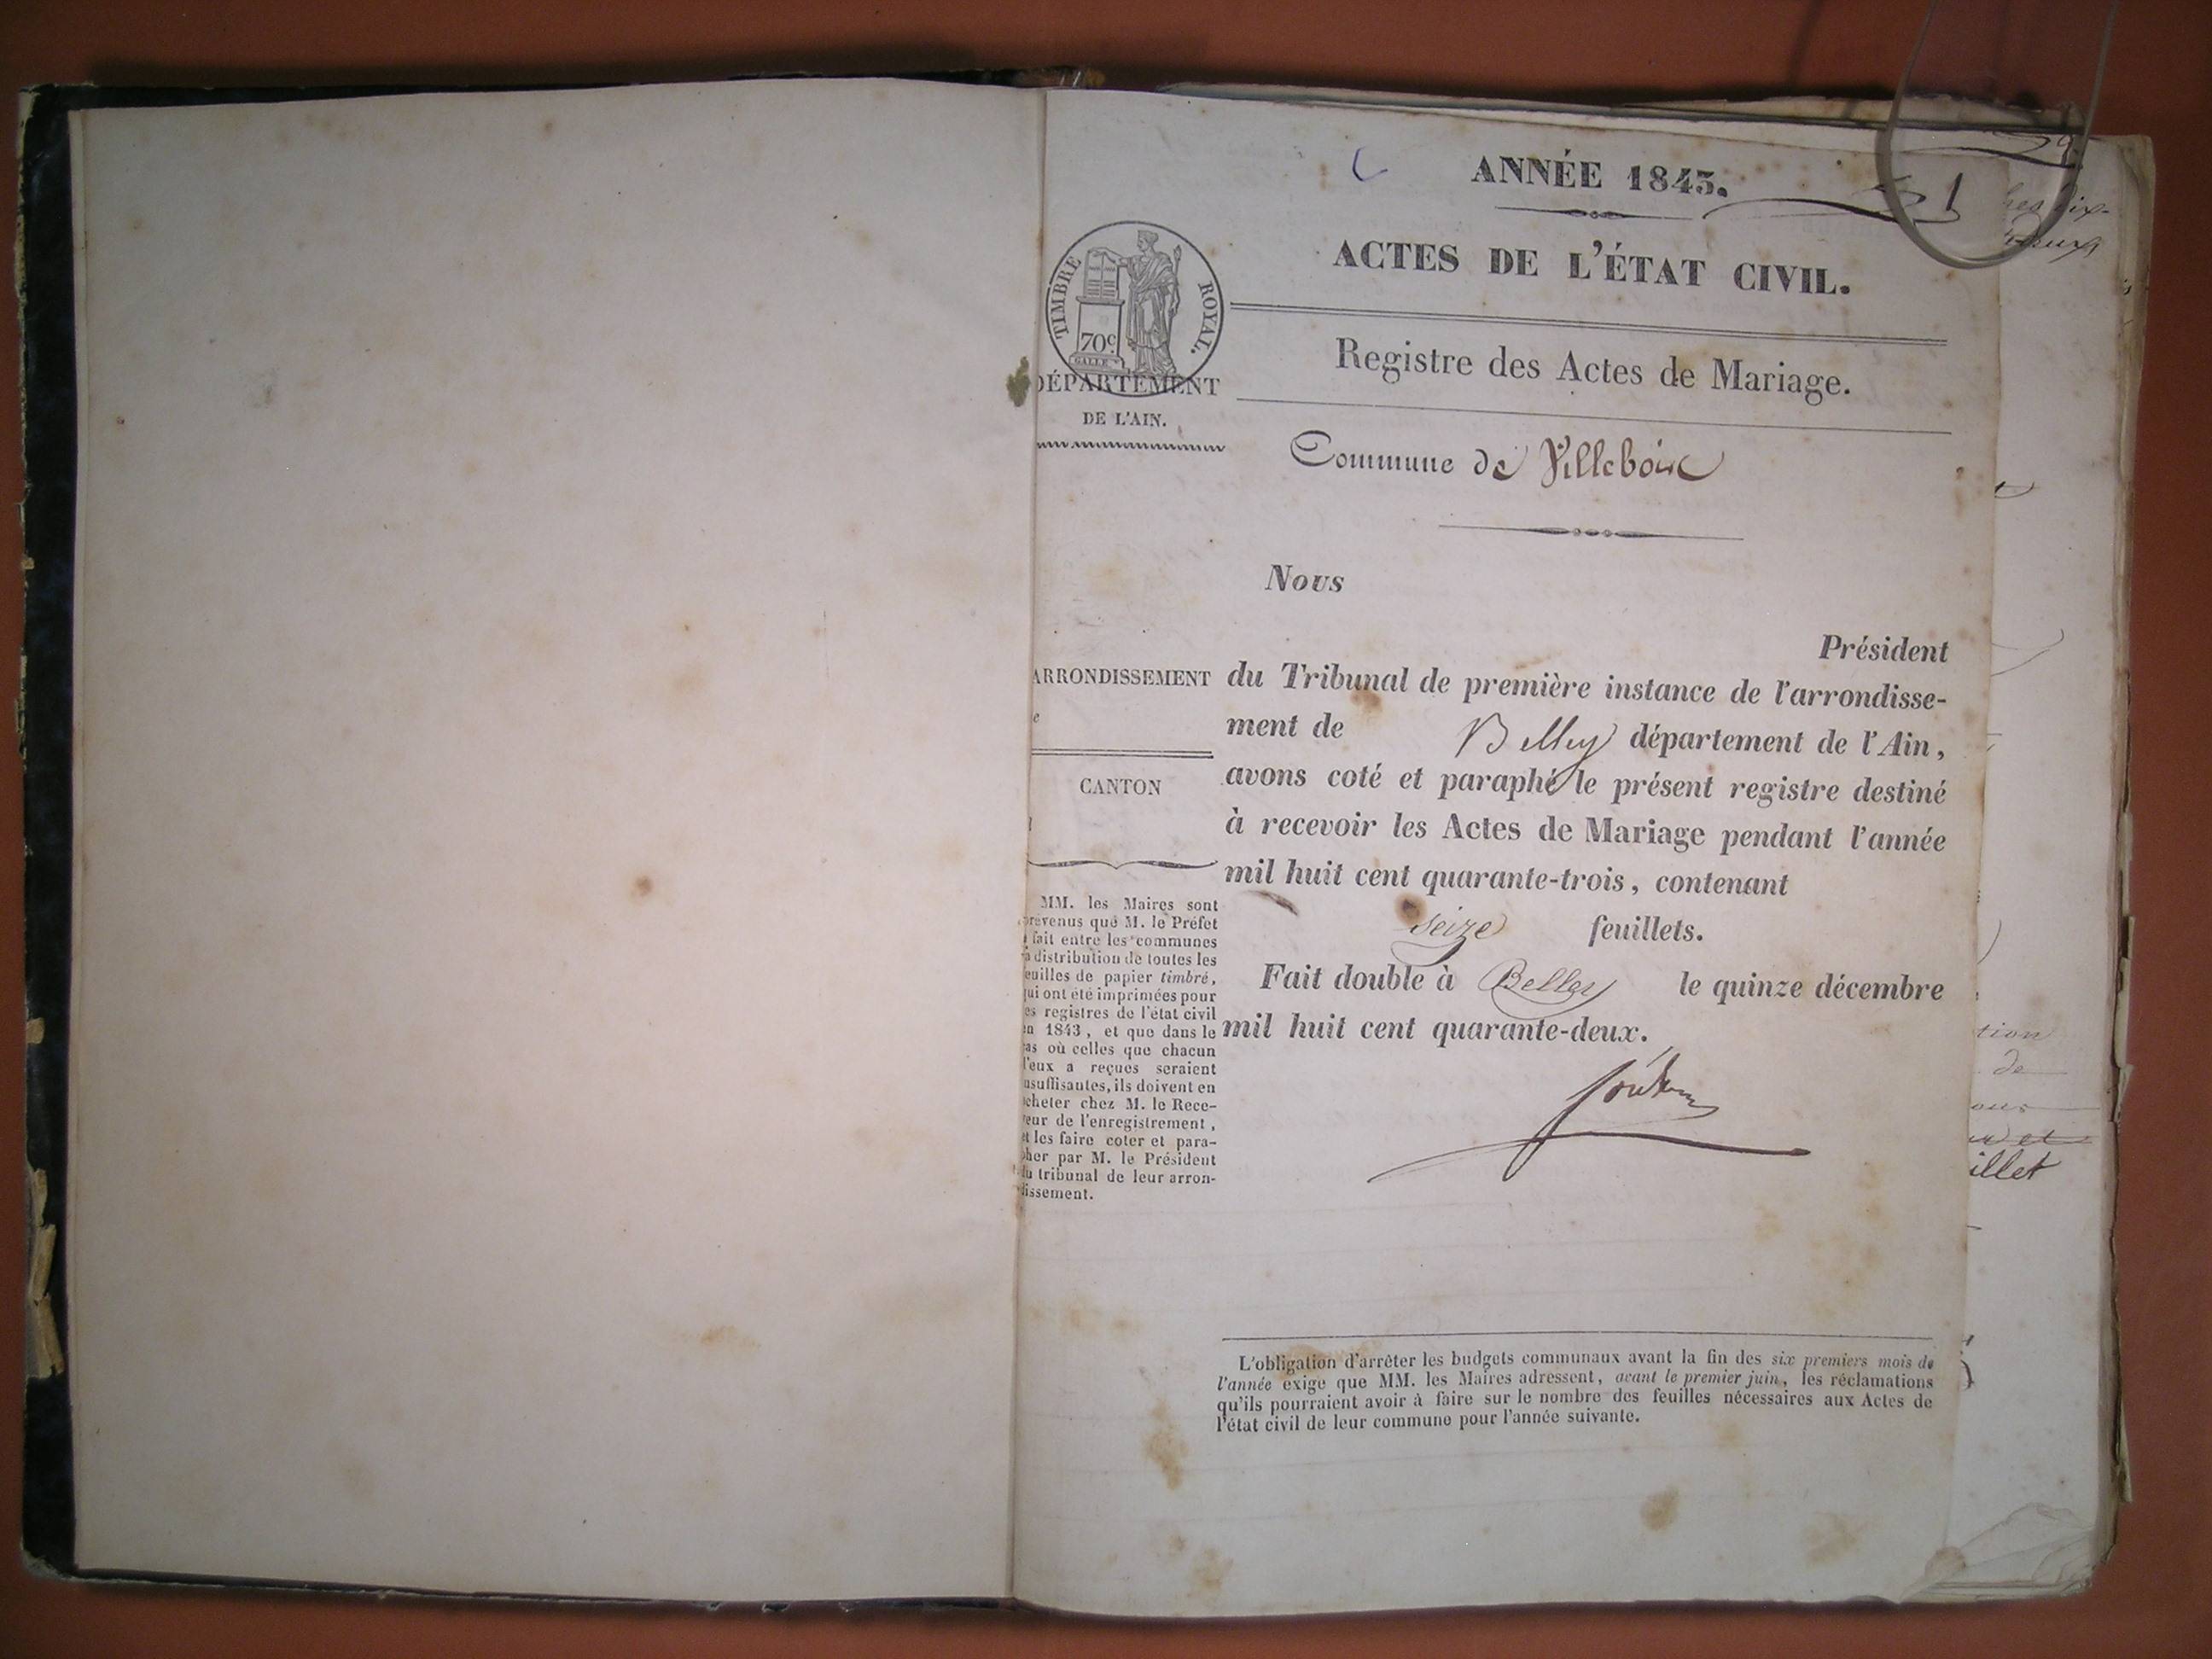 ANNÉE 1843.
1
ACTES DE L'ÉTAT CIVIL.
TIMBRE ROYAL.
70c
GALLE
Registre des Actes de Mariage.
DÉPARTEMENT
DE L'AIN.
Commune de Villebois
Nous
Président
ARRONDISSEMENT
du Tribunal de première instance de l'arrondisse-
ment de Belley département de l'Ain,
CANTON
avons coté et paraphé le présent registre destiné
à recevoir les Actes de Mariage pendant l'année
mil huit cent quarante-trois, contenant
seize feuillets.
Fait double à Belley le quinze décembre
mil huit cent quarante-deux.
MM. les Maires sont
prévenus que M. le Préfet
a fait entre les communes
la distribution de toutes les
feuilles de papier timbré,
qui ont été imprimées pour
les registres de l'état civil
en 1843, et que dans le
cas où celles que chacun
d'eux a reçues seraient
insuffisantes, ils doivent en
acheter chez M. le Rece-
veur de l'enregistrement,
et les faire coter et para-
pher par M. le Président
du tribunal de leur arron-
dissement.
L'obligation d'arrêter les budgets communaux avant la fin des six premiers mois de
l'année exige que MM. les Maires adressent, avant le premier juin, les réclamations
qu'ils pourraient avoir à faire sur le nombre des feuilles nécessaires aux Actes de
l'état civil de leur commune pour l'année suivante.
tion
de
illet